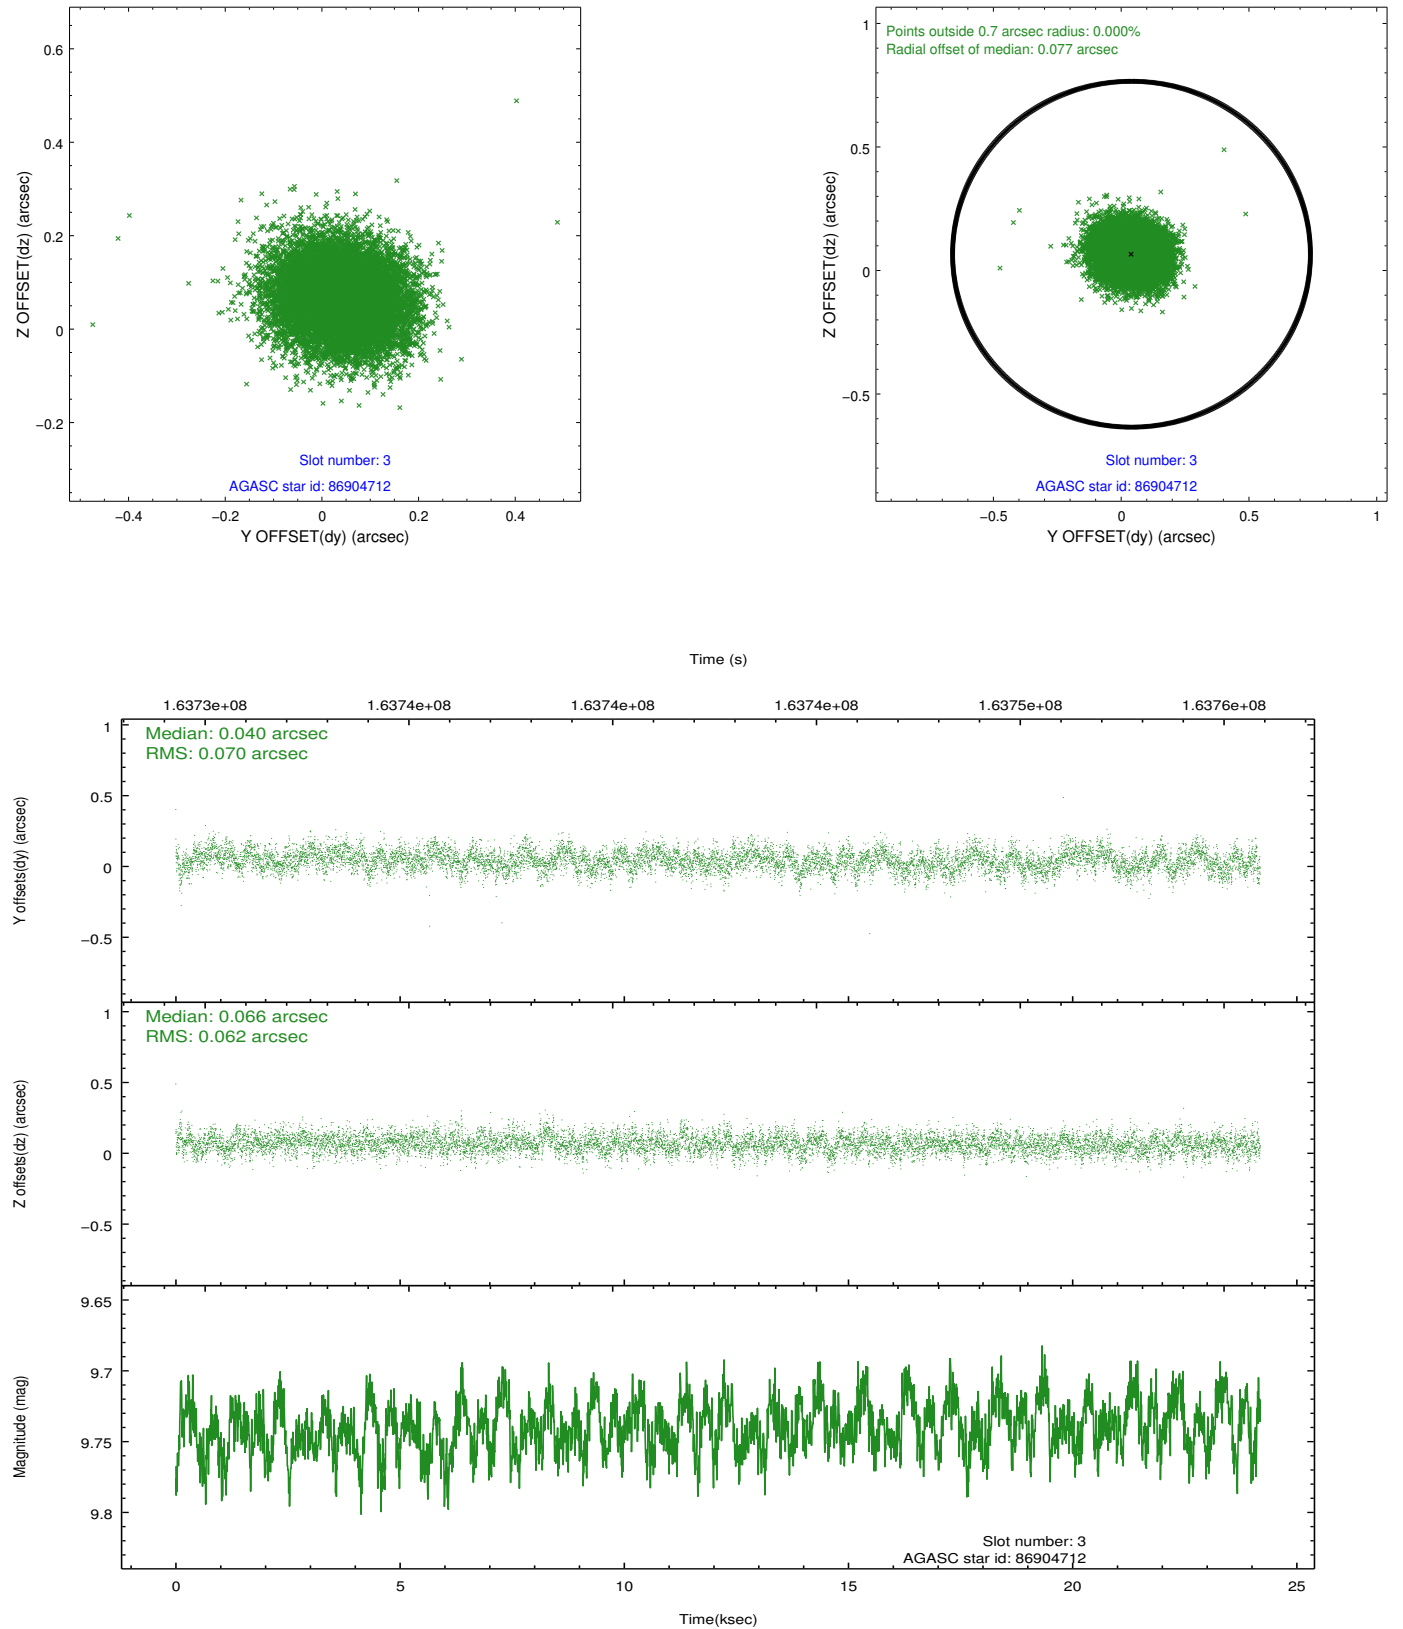 0.6
0.4
0.2
0
−0.2
−0.4
−0.2
0
0.2
0.4
Z OFFSET(dz) (arcsec)
Y OFFSET(dy) (arcsec)
Slot number: 3
AGASC star id: 86904712
Points outside 0.7 arcsec radius: 0.000%
Radial offset of median: 0.077 arcsec
1
0.5
0
−0.5
−0.5
0
0.5
1
Z OFFSET(dz) (arcsec)
Y OFFSET(dy) (arcsec)
Slot number: 3
AGASC star id: 86904712
Time (s)
1.6373e+08
1.6374e+08
1.6374e+08
1.6374e+08
1.6375e+08
1.6376e+08
Median: 0.040 arcsec
RMS: 0.070 arcsec
1
0.5
0
−0.5
Y offsets(dy) (arcsec)
Median: 0.066 arcsec
RMS: 0.062 arcsec
1
0.5
0
−0.5
Z offsets(dz) (arcsec)
9.65
9.7
9.75
9.8
Magnitude (mag)
Slot number: 3
AGASC star id: 86904712
0
5
10
15
20
25
Time(ksec)